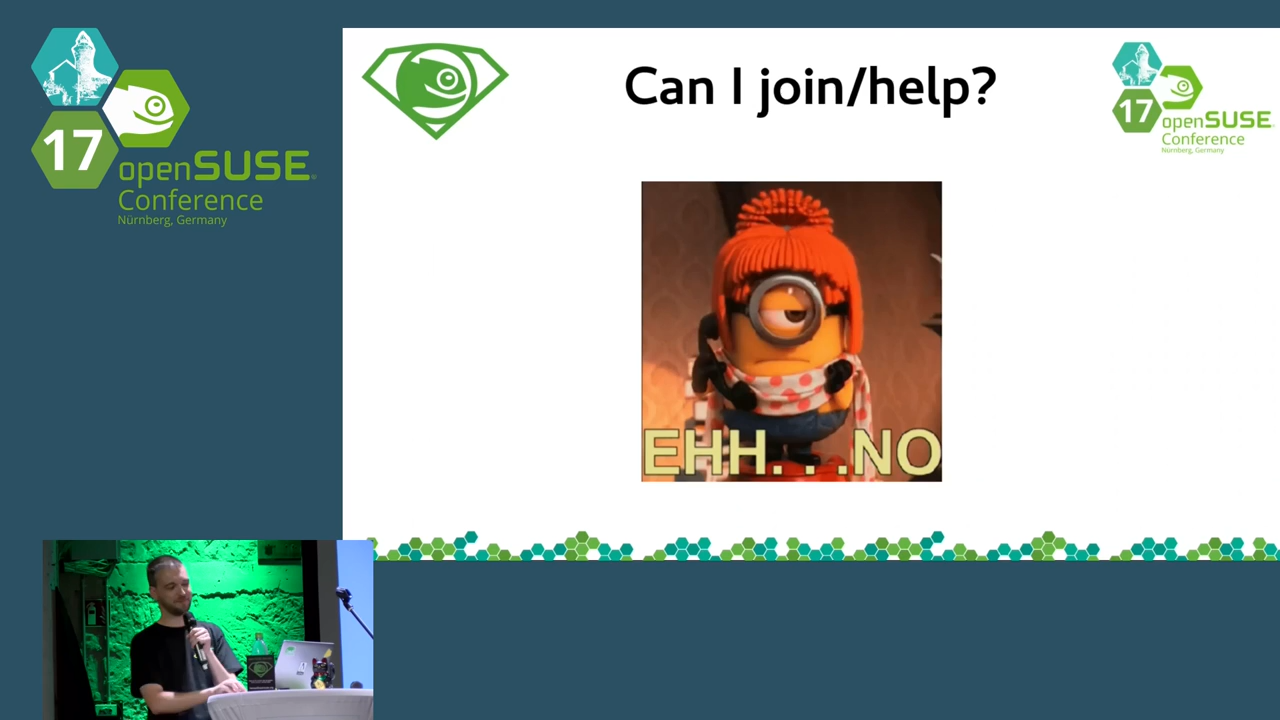 17
openSUSE
Conference
Nürnberg, Germany
Can I join/help?
17
openSUSE
Conference
Nürnberg, Germany
EHH. . .NO